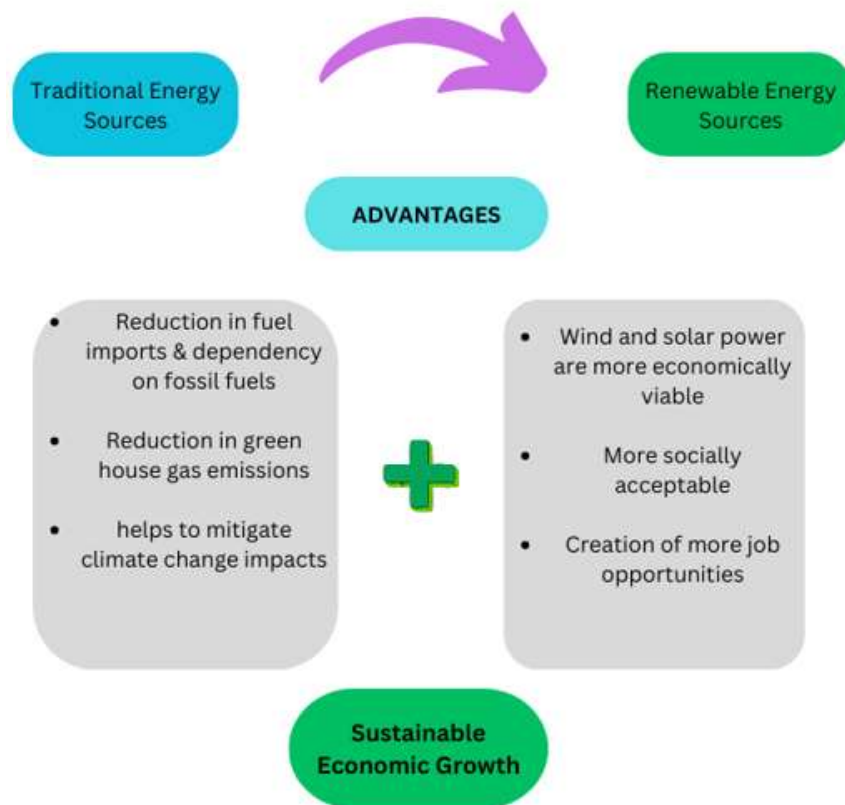 Traditional Energy
Sources
Renewable Energy
Sources
ADVANTAGES
• Reduction in fuel
imports & dependency
on fossil fuels
• Reduction in green
house gas emissions
• helps to mitigate
climate change impacts
• Wind and solar power
are more economically
viable
• More socially
acceptable
• Creation of more job
opportunities
Sustainable
Economic Growth